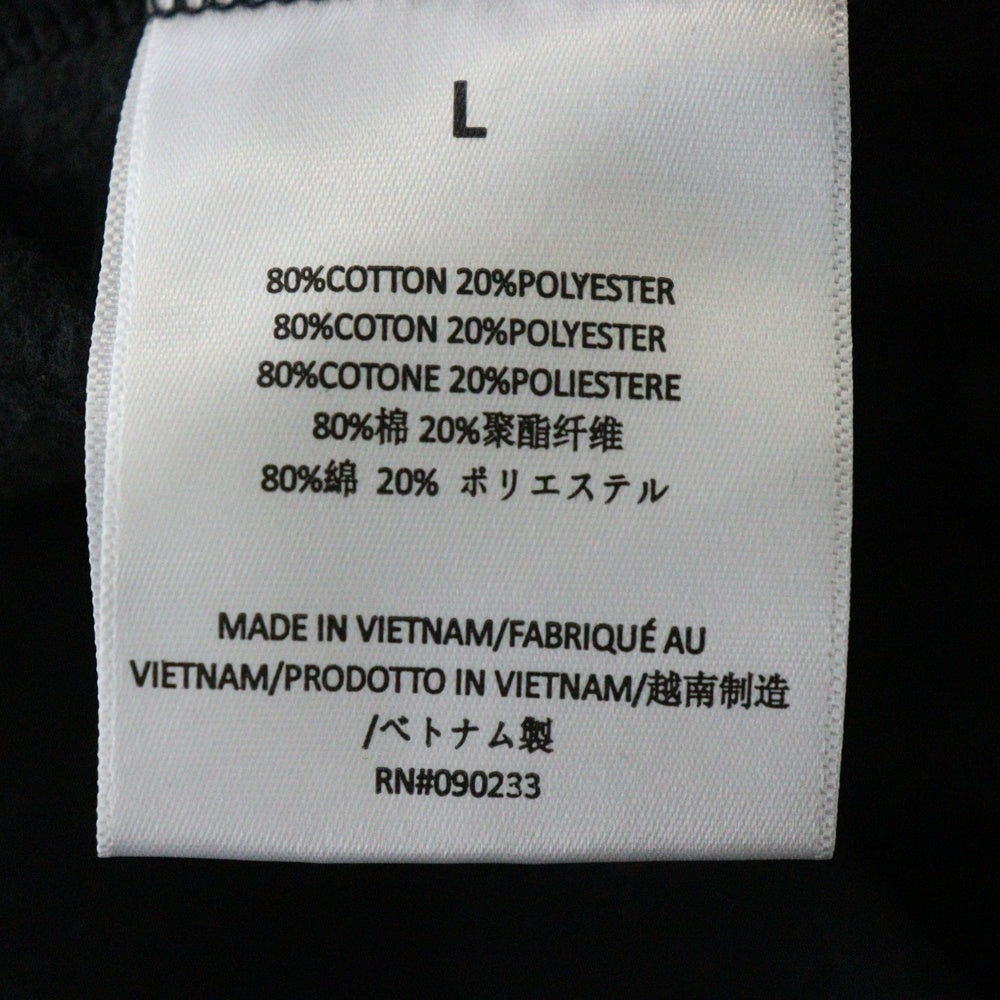 L
80%COTTON 20%POLYESTER
80%COTON 20%POLYESTER
80%COTONE 20%POLIESTERE
80%棉 20%聚酯纤维
80%綿 20% ポリエステル
MADE IN VIETNAM/FABRIQUÉ AU
VIETNAM/PRODOTTO IN VIETNAM/越南制造
/ベトナム製
RN#090233